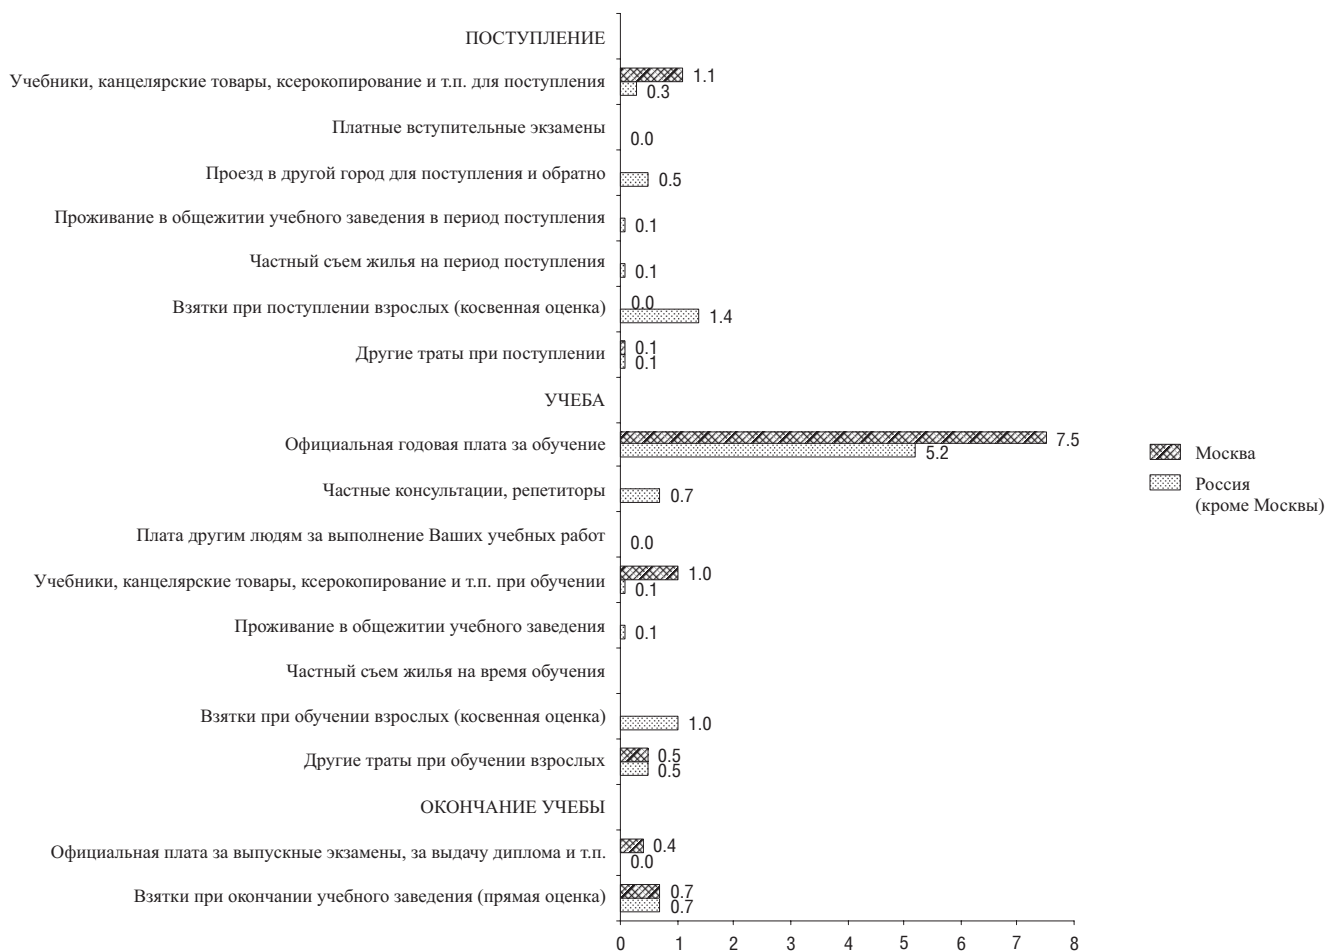 ПОСТУПЛЕНИЕ
Учебники, канцелярские товары, ксерокопирование и т.п. для поступления
1.1
0.3
Платные вступительные экзамены
0.0
Проезд в другой город для поступления и обратно
0.5
Проживание в общежитии учебного заведения в период поступления
0.1
Частный съем жилья на период поступления
0.1
Взятки при поступлении взрослых (косвенная оценка)
0.0
1.4
Другие траты при поступлении
0.1
0.1
УЧЕБА
Официальная годовая плата за обучение
7.5
5.2
Частные консультации, репетиторы
0.7
Плата другим людям за выполнение Ваших учебных работ
0.0
Учебники, канцелярские товары, ксерокопирование и т.п. при обучении
1.0
0.1
Проживание в общежитии учебного заведения
0.1
Частный съем жилья на время обучения
Взятки при обучении взрослых (косвенная оценка)
1.0
Другие траты при обучении взрослых
0.5
0.5
ОКОНЧАНИЕ УЧЕБЫ
Официальная плата за выпускные экзамены, за выдачу диплома и т.п.
0.4
0.0
Взятки при окончании учебного заведения (прямая оценка)
0.7
0.7
0 1 2 3 4 5 6 7 8
Москва
Россия
(кроме Москвы)